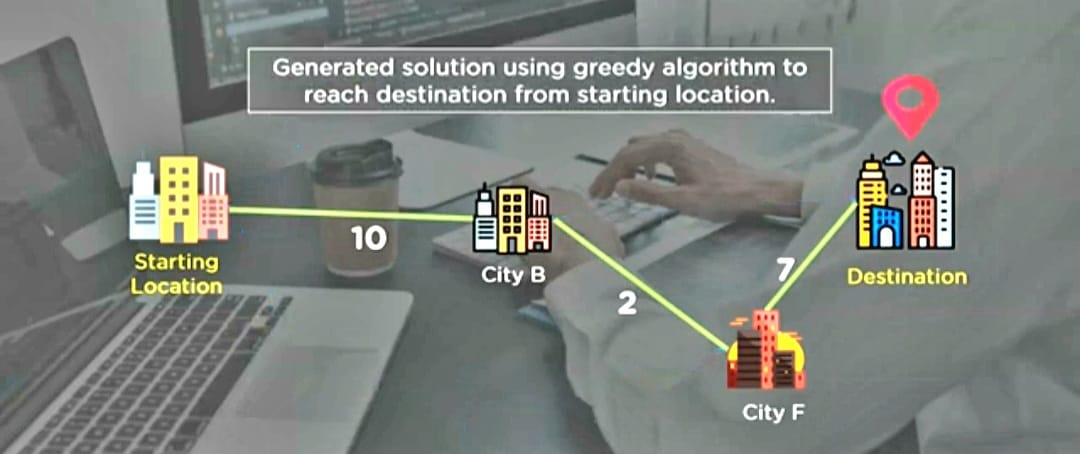 Generated solution using greedy algorithm to
reach destination from starting location.
10
2
7
Starting
Location
City B
City F
Destination